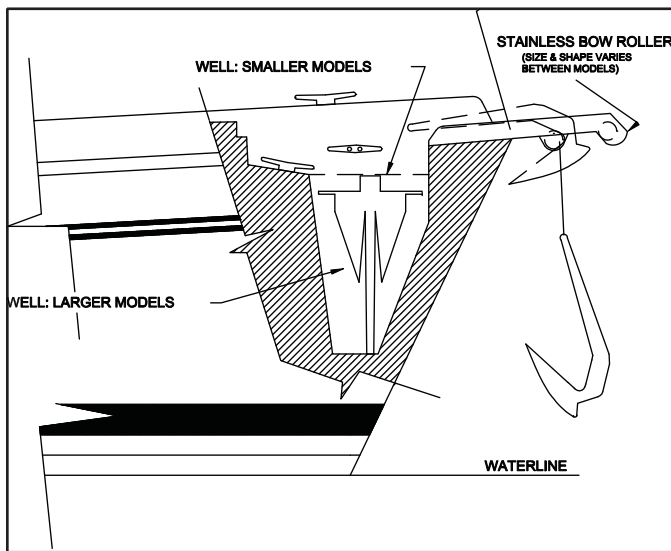 STAINLESS BOW ROLLER
(SIZE & SHAPE VARIES
BETWEEN MODELS)
WELL: SMALLER MODELS
WELL: LARGER MODELS
WATERLINE